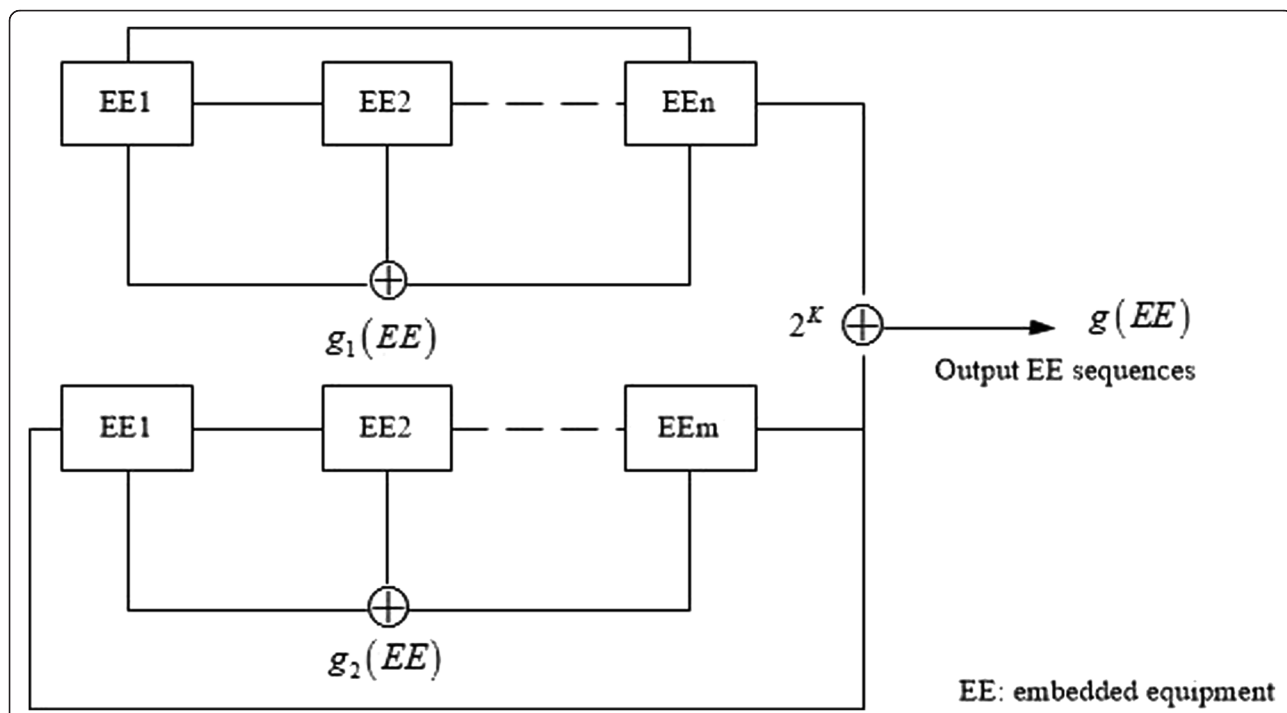 EE1 EE2 EEn
g₁(EE)
2ᴷ ⊕ g(EE)
Output EE sequences
EE1 EE2 EEm
g₂(EE)
EE: embedded equipment